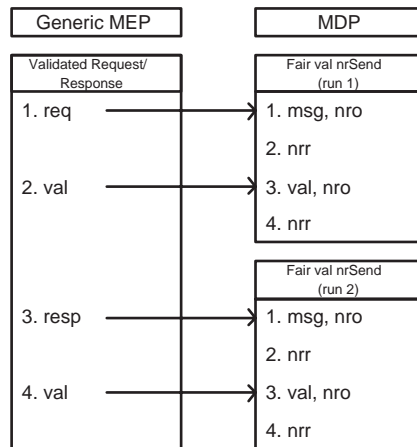 Generic MEP
MDP
Validated Request/
Response
1. req
2. val
3. resp
4. val
Fair val nrSend
(run 1)
1. msg, nro
2. nrr
3. val, nro
4. nrr
Fair val nrSend
(run 2)
1. msg, nro
2. nrr
3. val, nro
4. nrr